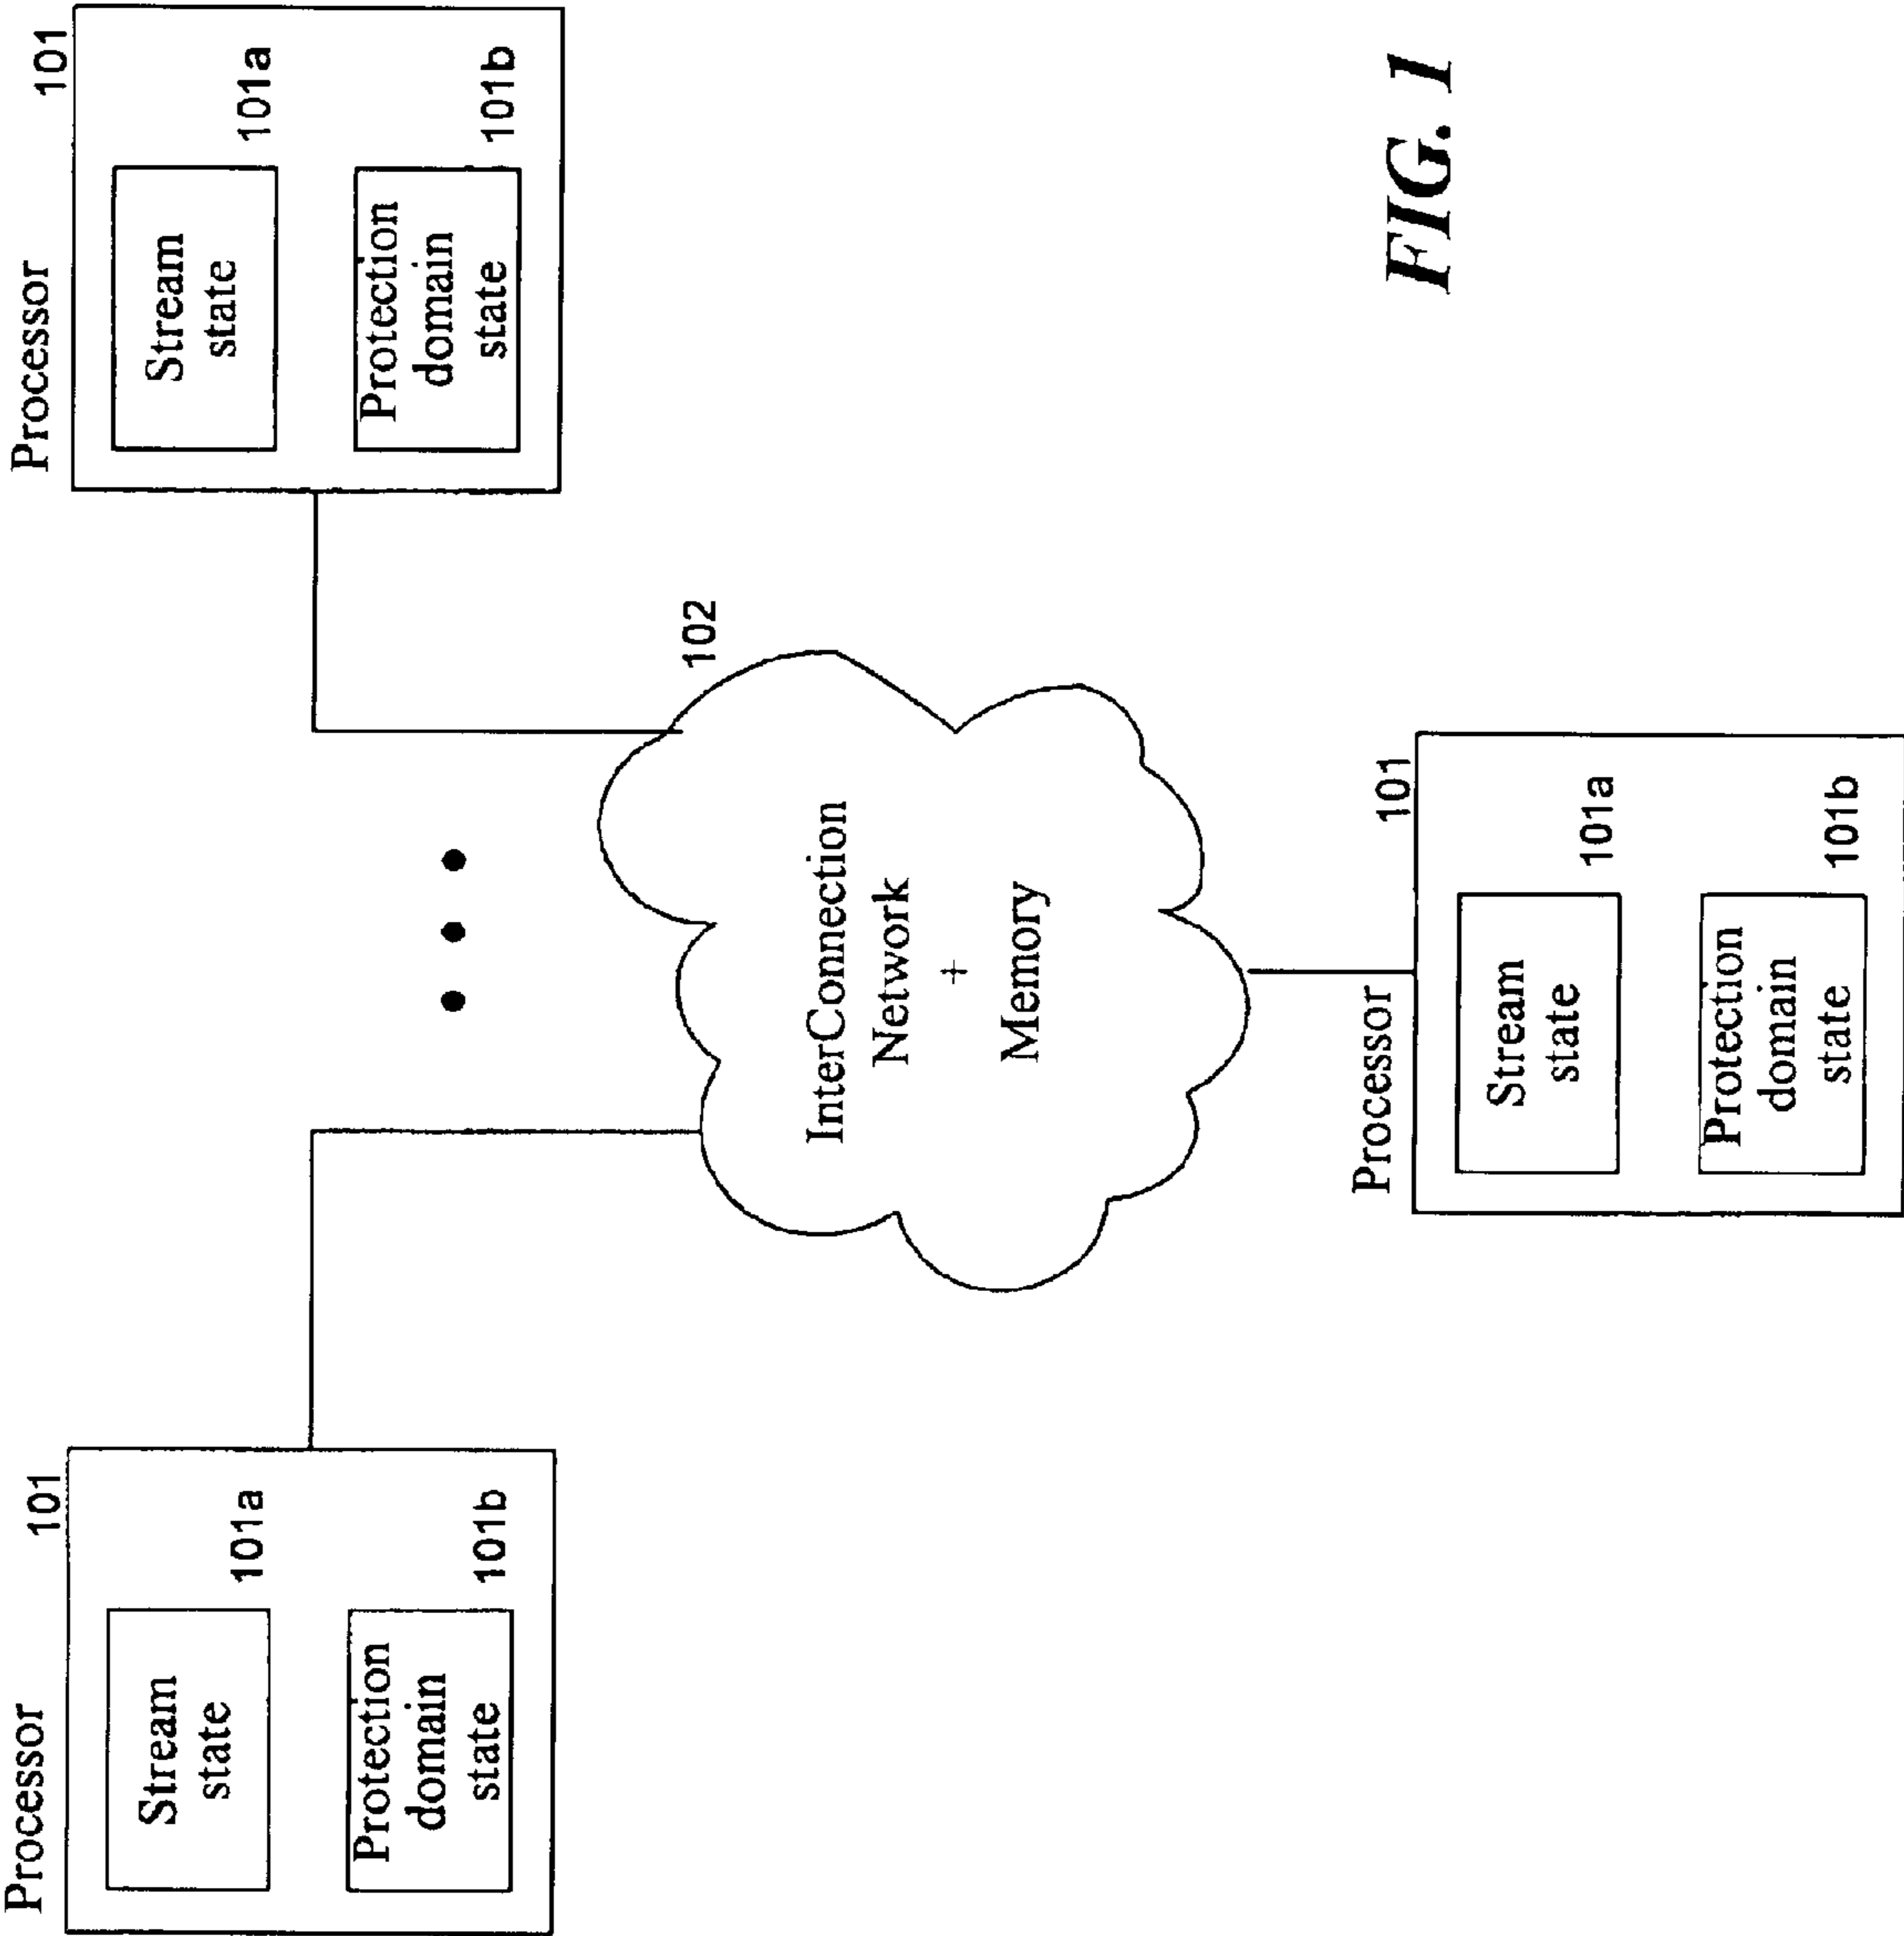 Processor
101
Stream
state
101a
Protection
domain
state
101b
Processor
101
Stream
state
101a
Protection
domain
state
101b
102
InterConnection
Network
+
Memory
Processor
101
Stream
state
101a
Protection
domain
state
101b
FIG. 1